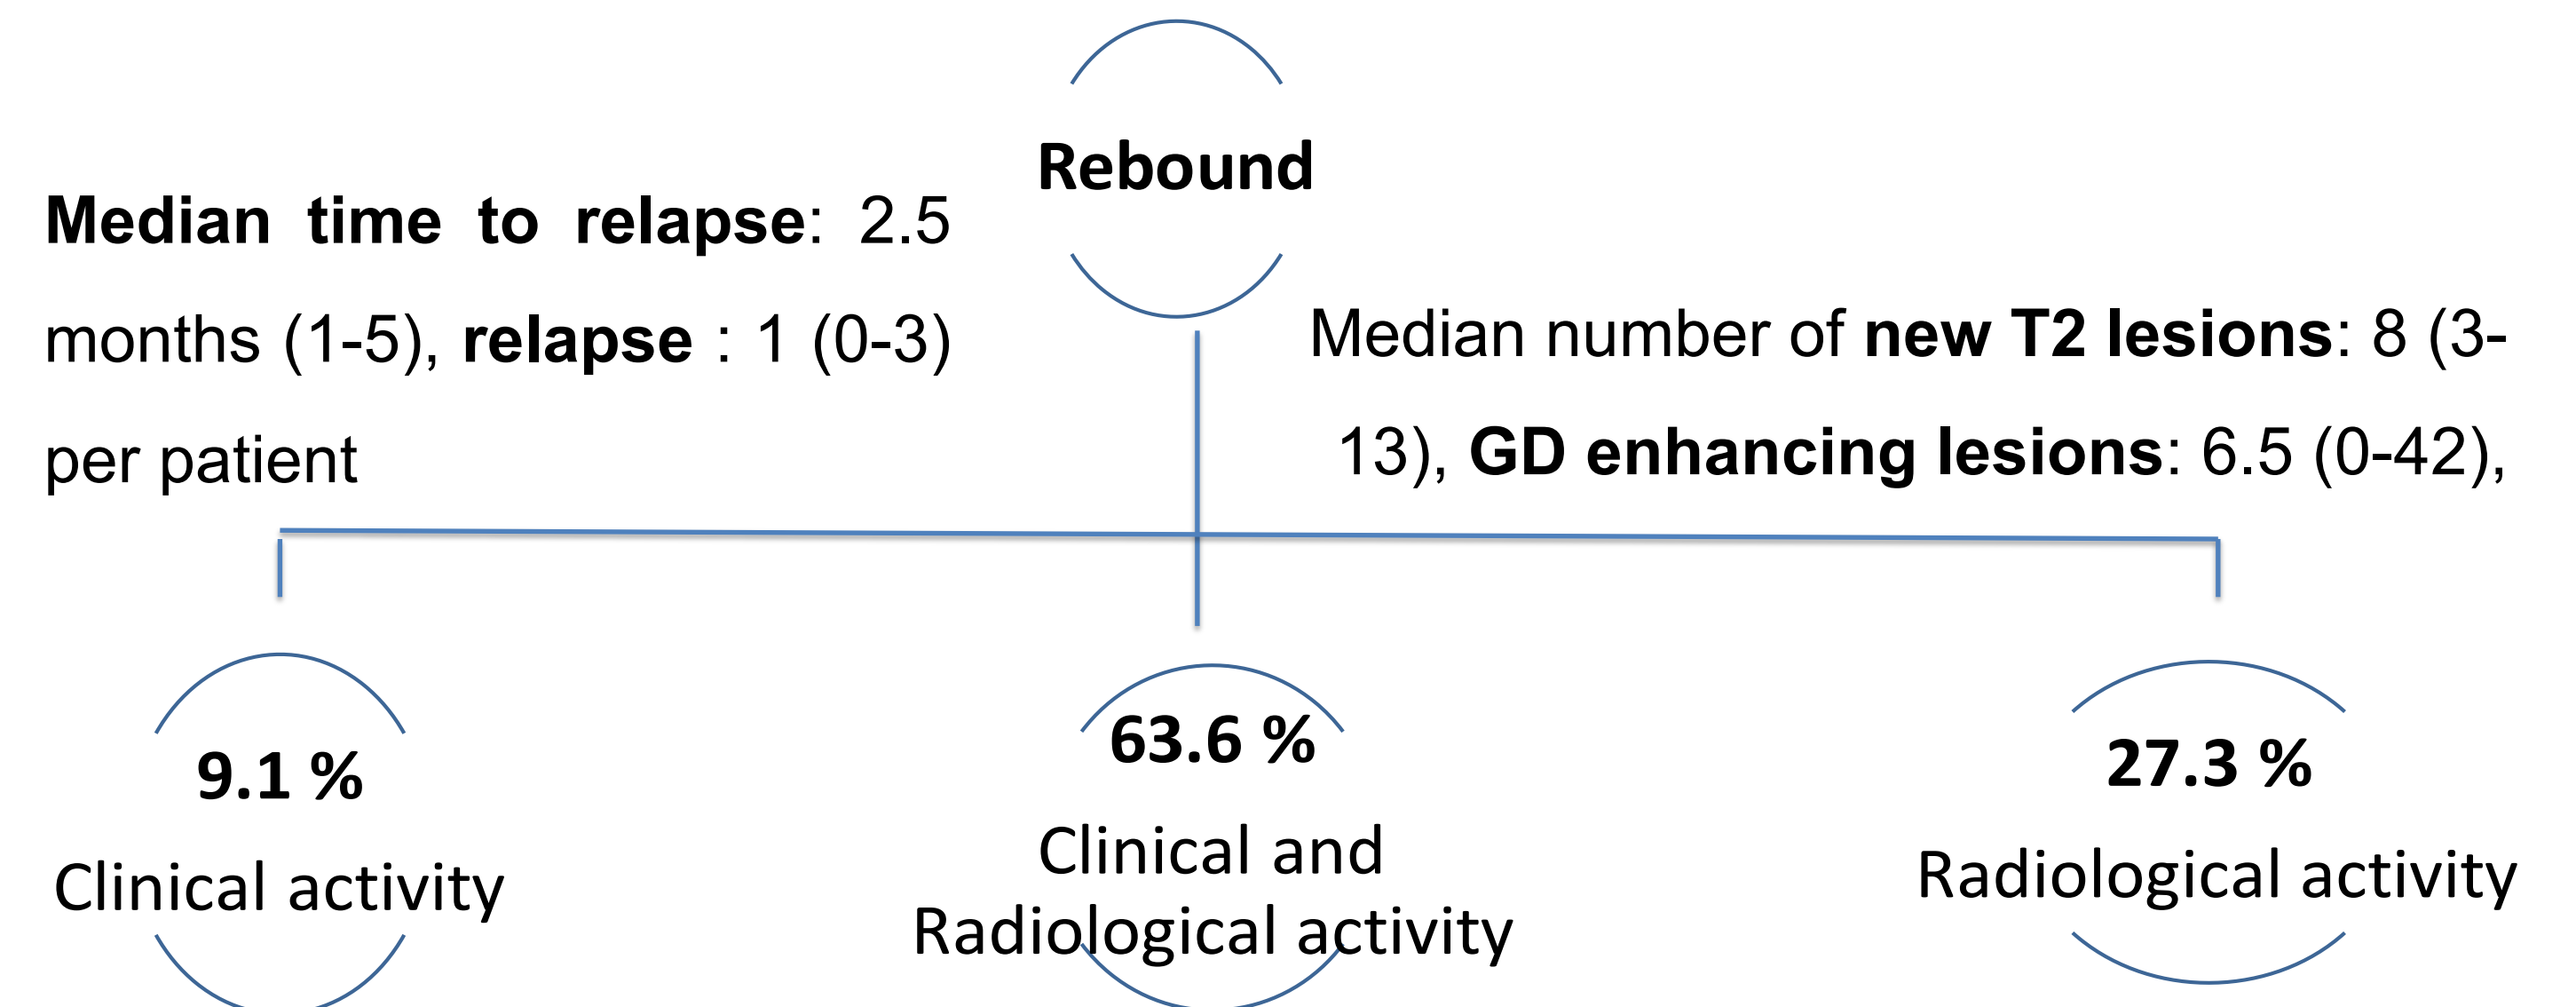 Rebound
Median time to relapse: 2.5
months (1-5), relapse : 1 (0-3)
per patient
Median number of new T2 lesions: 8 (3-
13), GD enhancing lesions: 6.5 (0-42),
9.1 %
Clinical activity
63.6 %
Clinical and
Radiological activity
27.3 %
Radiological activity